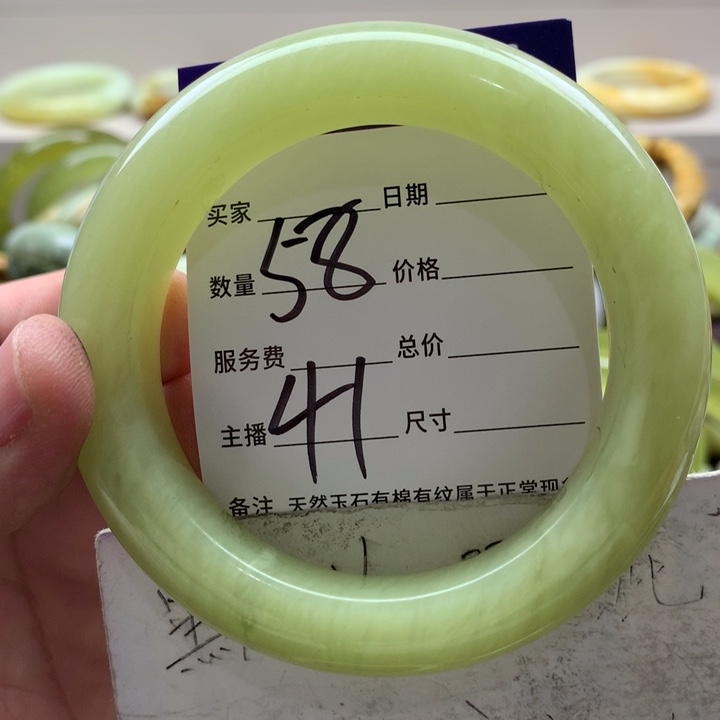 买家 日期
58
数量 价格
服务费 总价
41
主播 尺寸
备注 天然玉石有棉有纹属于正常现